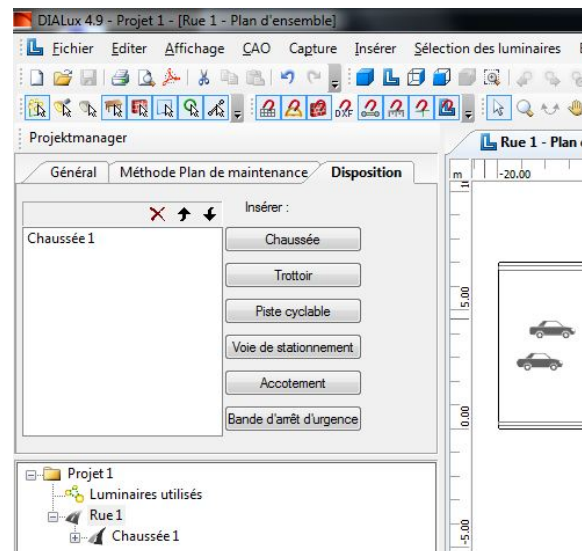 DIALux 4.9 - Projet 1 - [Rue 1 - Plan d'ensemble]
Fichier Editer Affichage CAO Capture Insérer Sélection des luminaires
DXF
Projektmanager
Rue 1 - Plan
Général Méthode Plan de maintenance Disposition
m -20.00
Insérer :
Chaussée 1
Chaussée
Trottoir
Piste cyclable
Voie de stationnement
Accotement
Bande d'arrêt d'urgence
5.00
0.00
-5.00
Projet 1
Luminaires utilisés
Rue 1
Chaussée 1